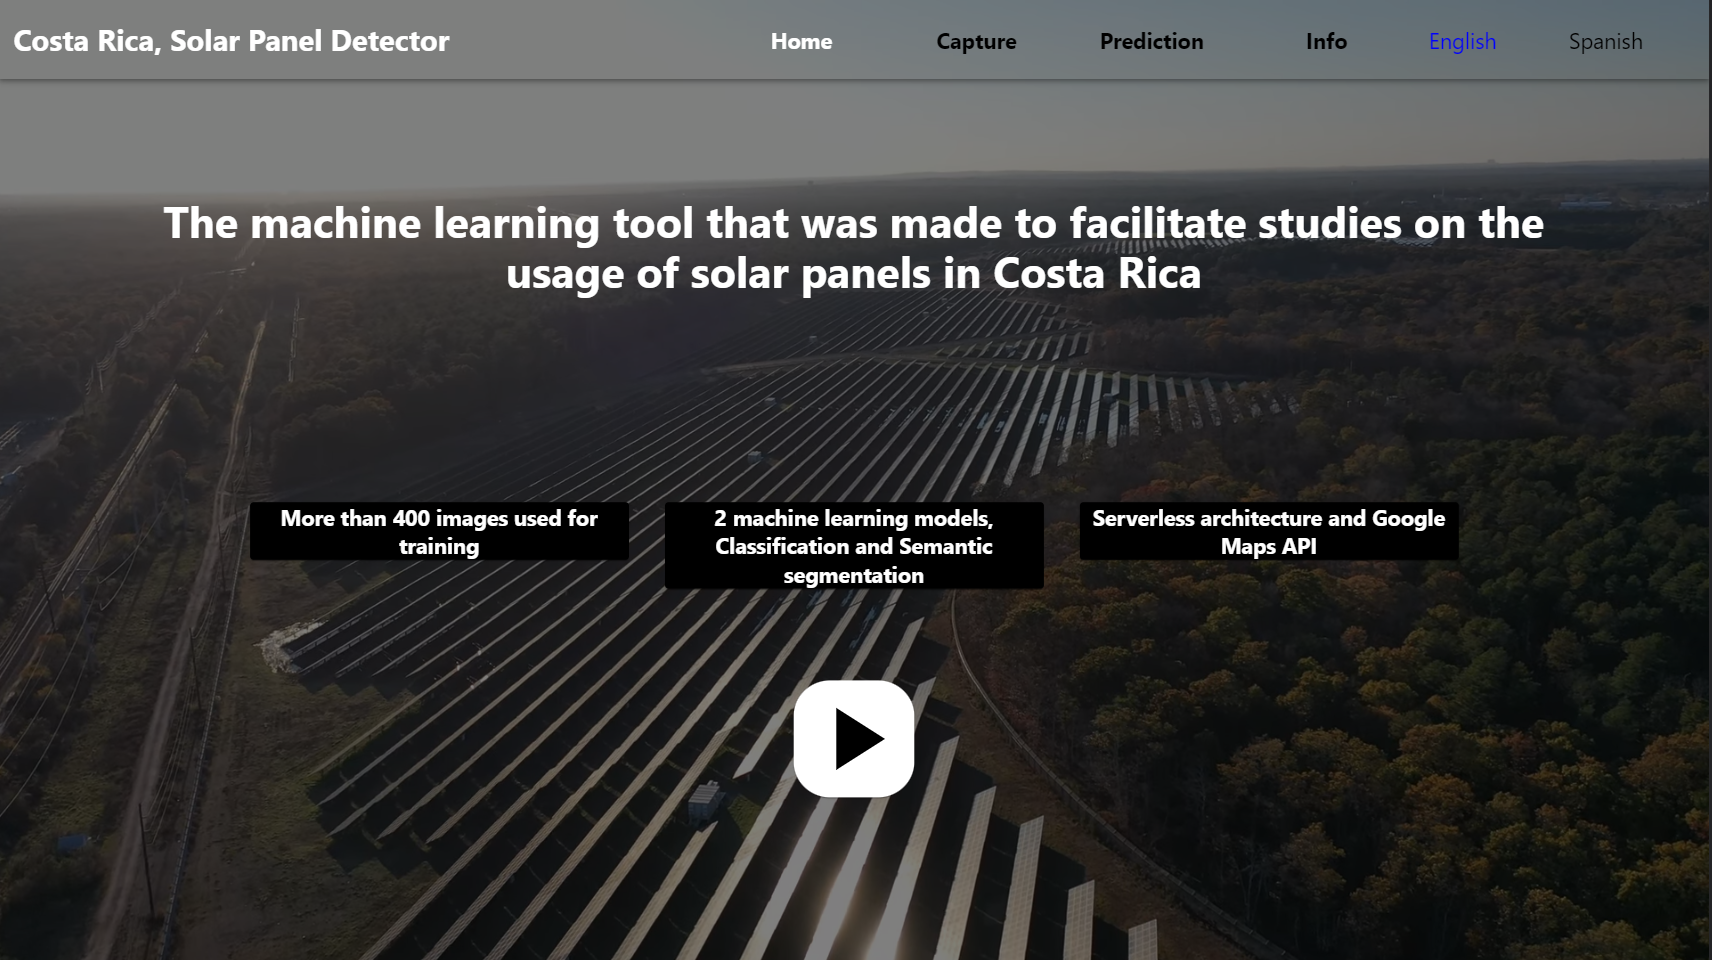 Costa Rica, Solar Panel Detector
Home
Capture
Prediction
Info
English
Spanish
The machine learning tool that was made to facilitate studies on the
usage of solar panels in Costa Rica
More than 400 images used for
training
2 machine learning models,
Classification and Semantic
segmentation
Serverless architecture and Google
Maps API